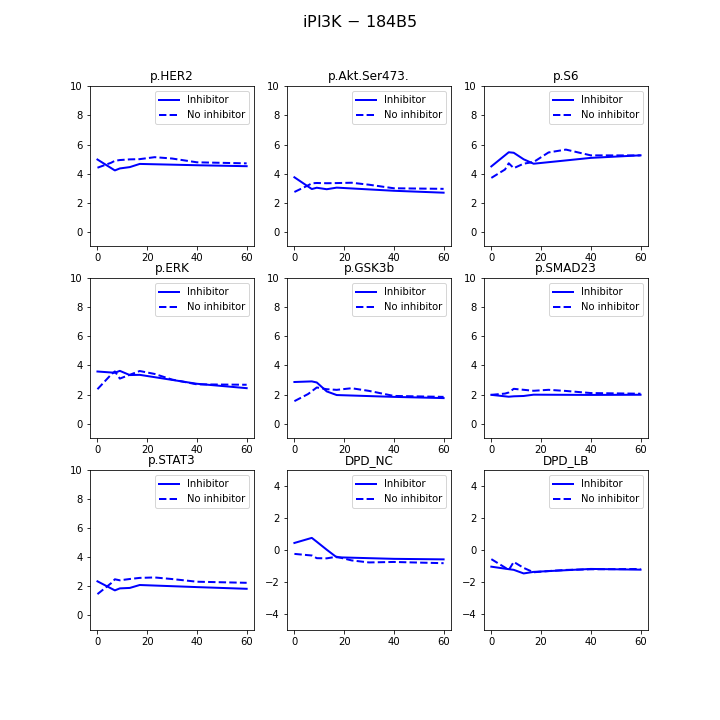 iPI3K − 184B5
p.HER2
p.Akt.Ser473.
p.S6
10
8
6
4
2
0
Inhibitor
No inhibitor
0 20 40 60
10
8
6
4
2
0
Inhibitor
No inhibitor
0 20 40 60
10
8
6
4
2
0
Inhibitor
No inhibitor
0 20 40 60
p.ERK
p.GSK3b
p.SMAD23
10
8
6
4
2
0
Inhibitor
No inhibitor
0 20 40 60
10
8
6
4
2
0
Inhibitor
No inhibitor
0 20 40 60
10
8
6
4
2
0
Inhibitor
No inhibitor
0 20 40 60
p.STAT3
DPD_NC
DPD_LB
10
8
6
4
2
0
Inhibitor
No inhibitor
0 20 40 60
4
2
0
−2
−4
Inhibitor
No inhibitor
0 20 40 60
4
2
0
−2
−4
Inhibitor
No inhibitor
0 20 40 60